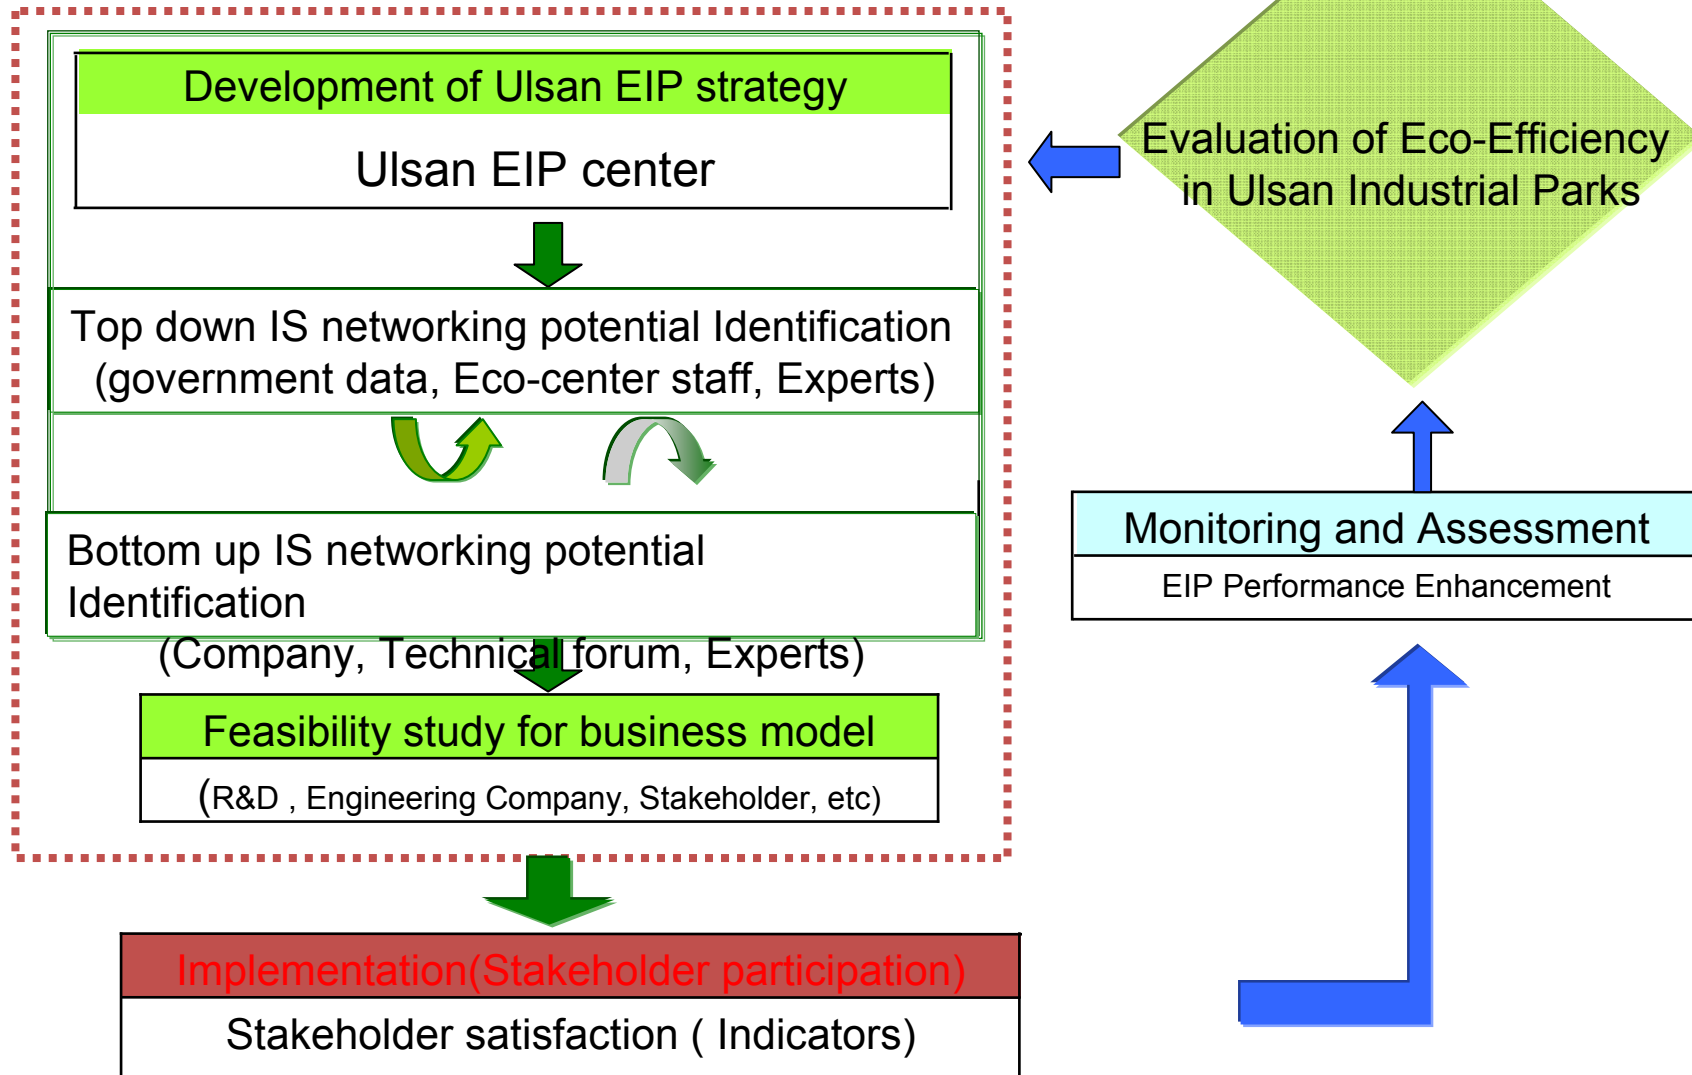 Development of Ulsan EIP strategy
Ulsan EIP center
Top down IS networking potential Identification
(government data, Eco-center staff, Experts)
Bottom up IS networking potential
Identification
(Company, Technical forum, Experts)
Feasibility study for business model
(R&D , Engineering Company, Stakeholder, etc)
Implementation(Stakeholder participation)
Stakeholder satisfaction ( Indicators)
Evaluation of Eco-Efficiency
in Ulsan Industrial Parks
Monitoring and Assessment
EIP Performance Enhancement